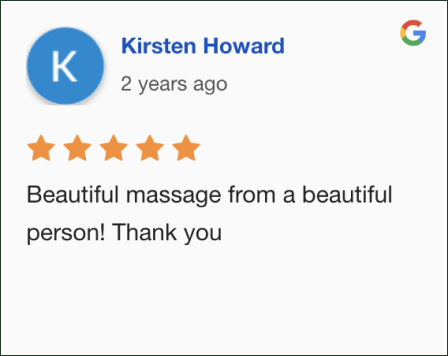 K
Kirsten Howard
2 years ago
Beautiful massage from a beautiful
person! Thank you